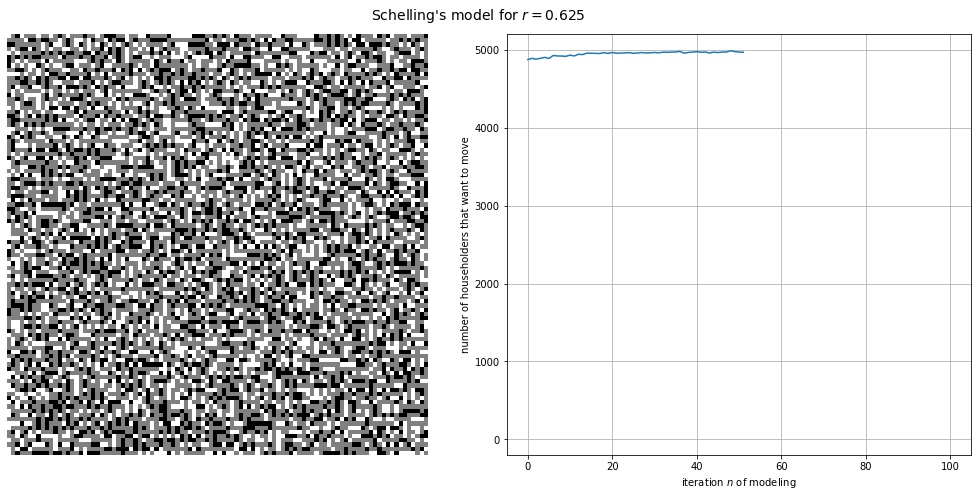 Schelling's model for r = 0.625
number of householders that want to move
5000
4000
3000
2000
1000
0
0 20 40 60 80 100
iteration n of modeling